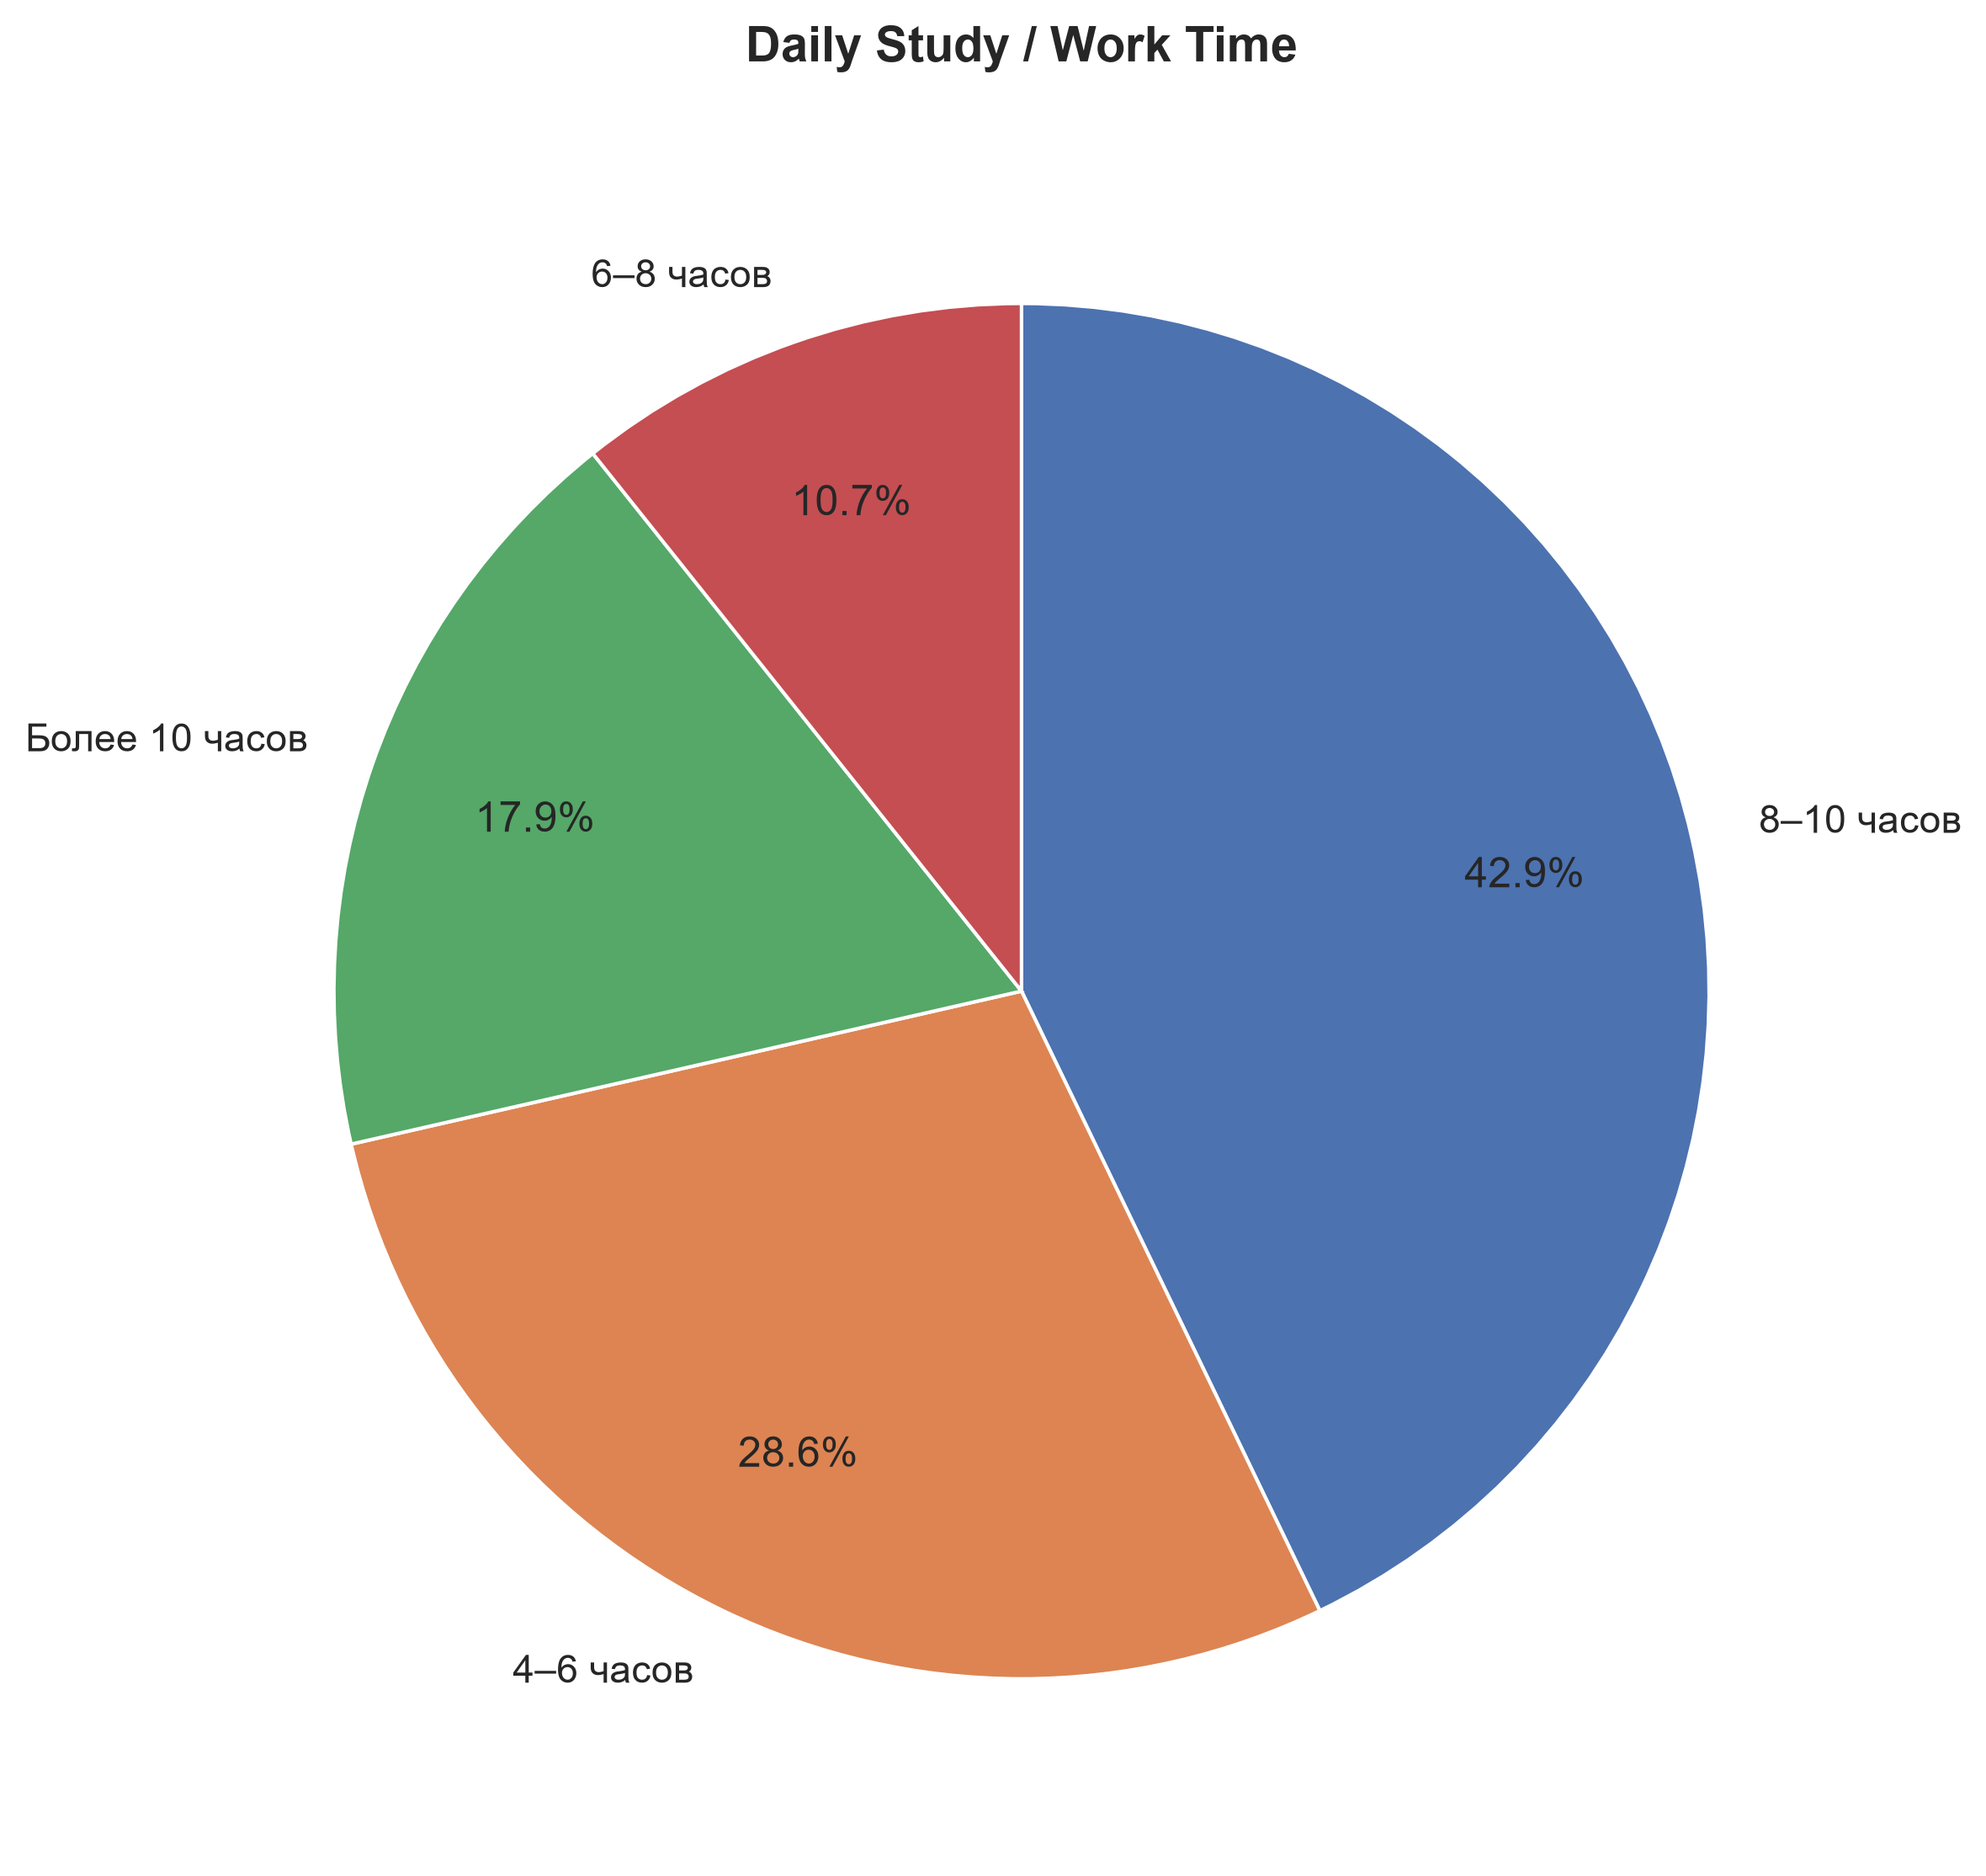 Daily Study / Work Time
6–8 часов
10.7%
Более 10 часов
17.9%
8–10 часов
42.9%
28.6%
4–6 часов